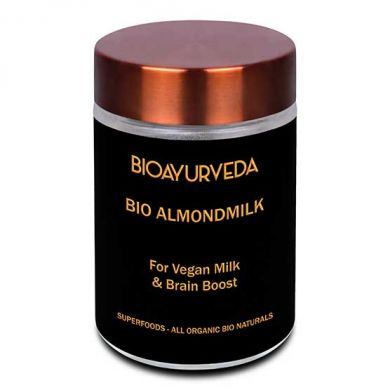 BIOAYURVEDA
BIO ALMONDMILK
For Vegan Milk
& Brain Boost
SUPERFOODS - ALL ORGANIC BIO NATURALS